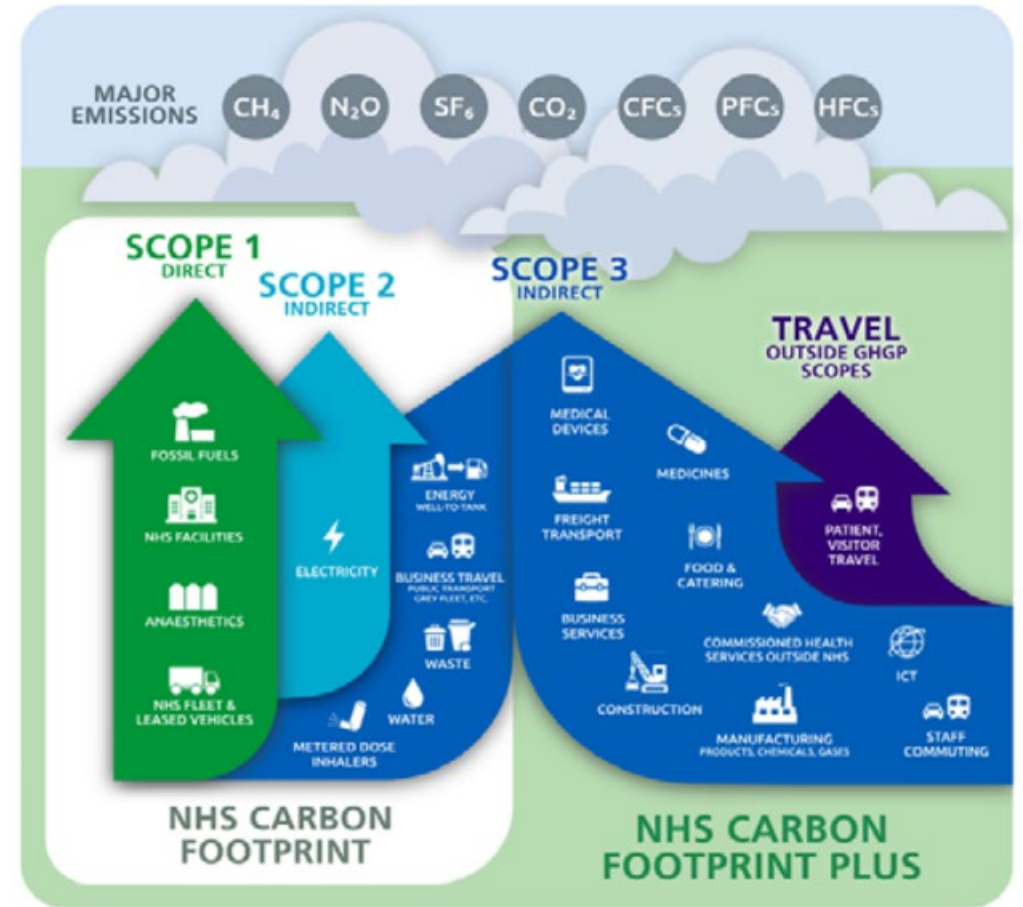 MAJOR
EMISSIONS
CH₄
N₂O
SF₆
CO₂
CFCs
PFCs
HFCs
SCOPE 1
DIRECT
SCOPE 2
INDIRECT
SCOPE 3
INDIRECT
TRAVEL
OUTSIDE GHGP
SCOPES
FOSSIL FUELS
NHS FACILITIES
ANAESTHETICS
NHS FLEET &
LEASED VEHICLES
ELECTRICITY
ENERGY
WELL-TO-TANK
BUSINESS TRAVEL
PUBLIC TRANSPORT
GREY FLEET, ETC.
WASTE
WATER
METERED DOSE
INHALERS
MEDICAL
DEVICES
MEDICINES
FREIGHT
TRANSPORT
FOOD &
CATERING
BUSINESS
SERVICES
COMMISSIONED HEALTH
SERVICES OUTSIDE NHS
CONSTRUCTION
MANUFACTURING
PRODUCTS, CHEMICALS, GASES
ICT
STAFF
COMMUTING
PATIENT,
VISITOR
TRAVEL
NHS CARBON
FOOTPRINT
NHS CARBON
FOOTPRINT PLUS